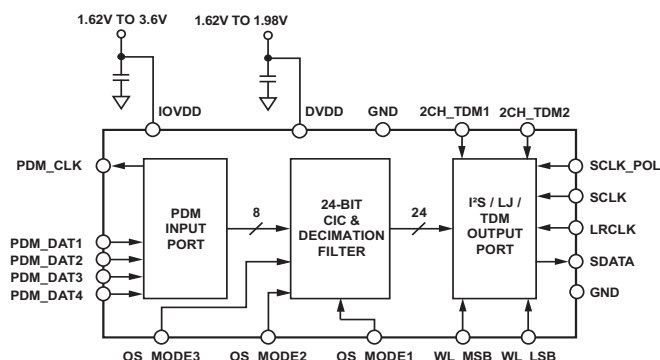 1.62V TO 3.6V
1.62V TO 1.98V
IOVDD
DVDD
GND
2CH_TDM1
2CH_TDM2
PDM_CLK
PDM_DAT1
PDM_DAT2
PDM_DAT3
PDM_DAT4
PDM
INPUT
PORT
8
24-BIT
CIC &
DECIMATION
FILTER
24
I²S / LJ /
TDM
OUTPUT
PORT
SCLK_POL
SCLK
LRCLK
SDATA
GND
OS_MODE3
OS_MODE2
OS_MODE1
WL_MSB
WL_LSB